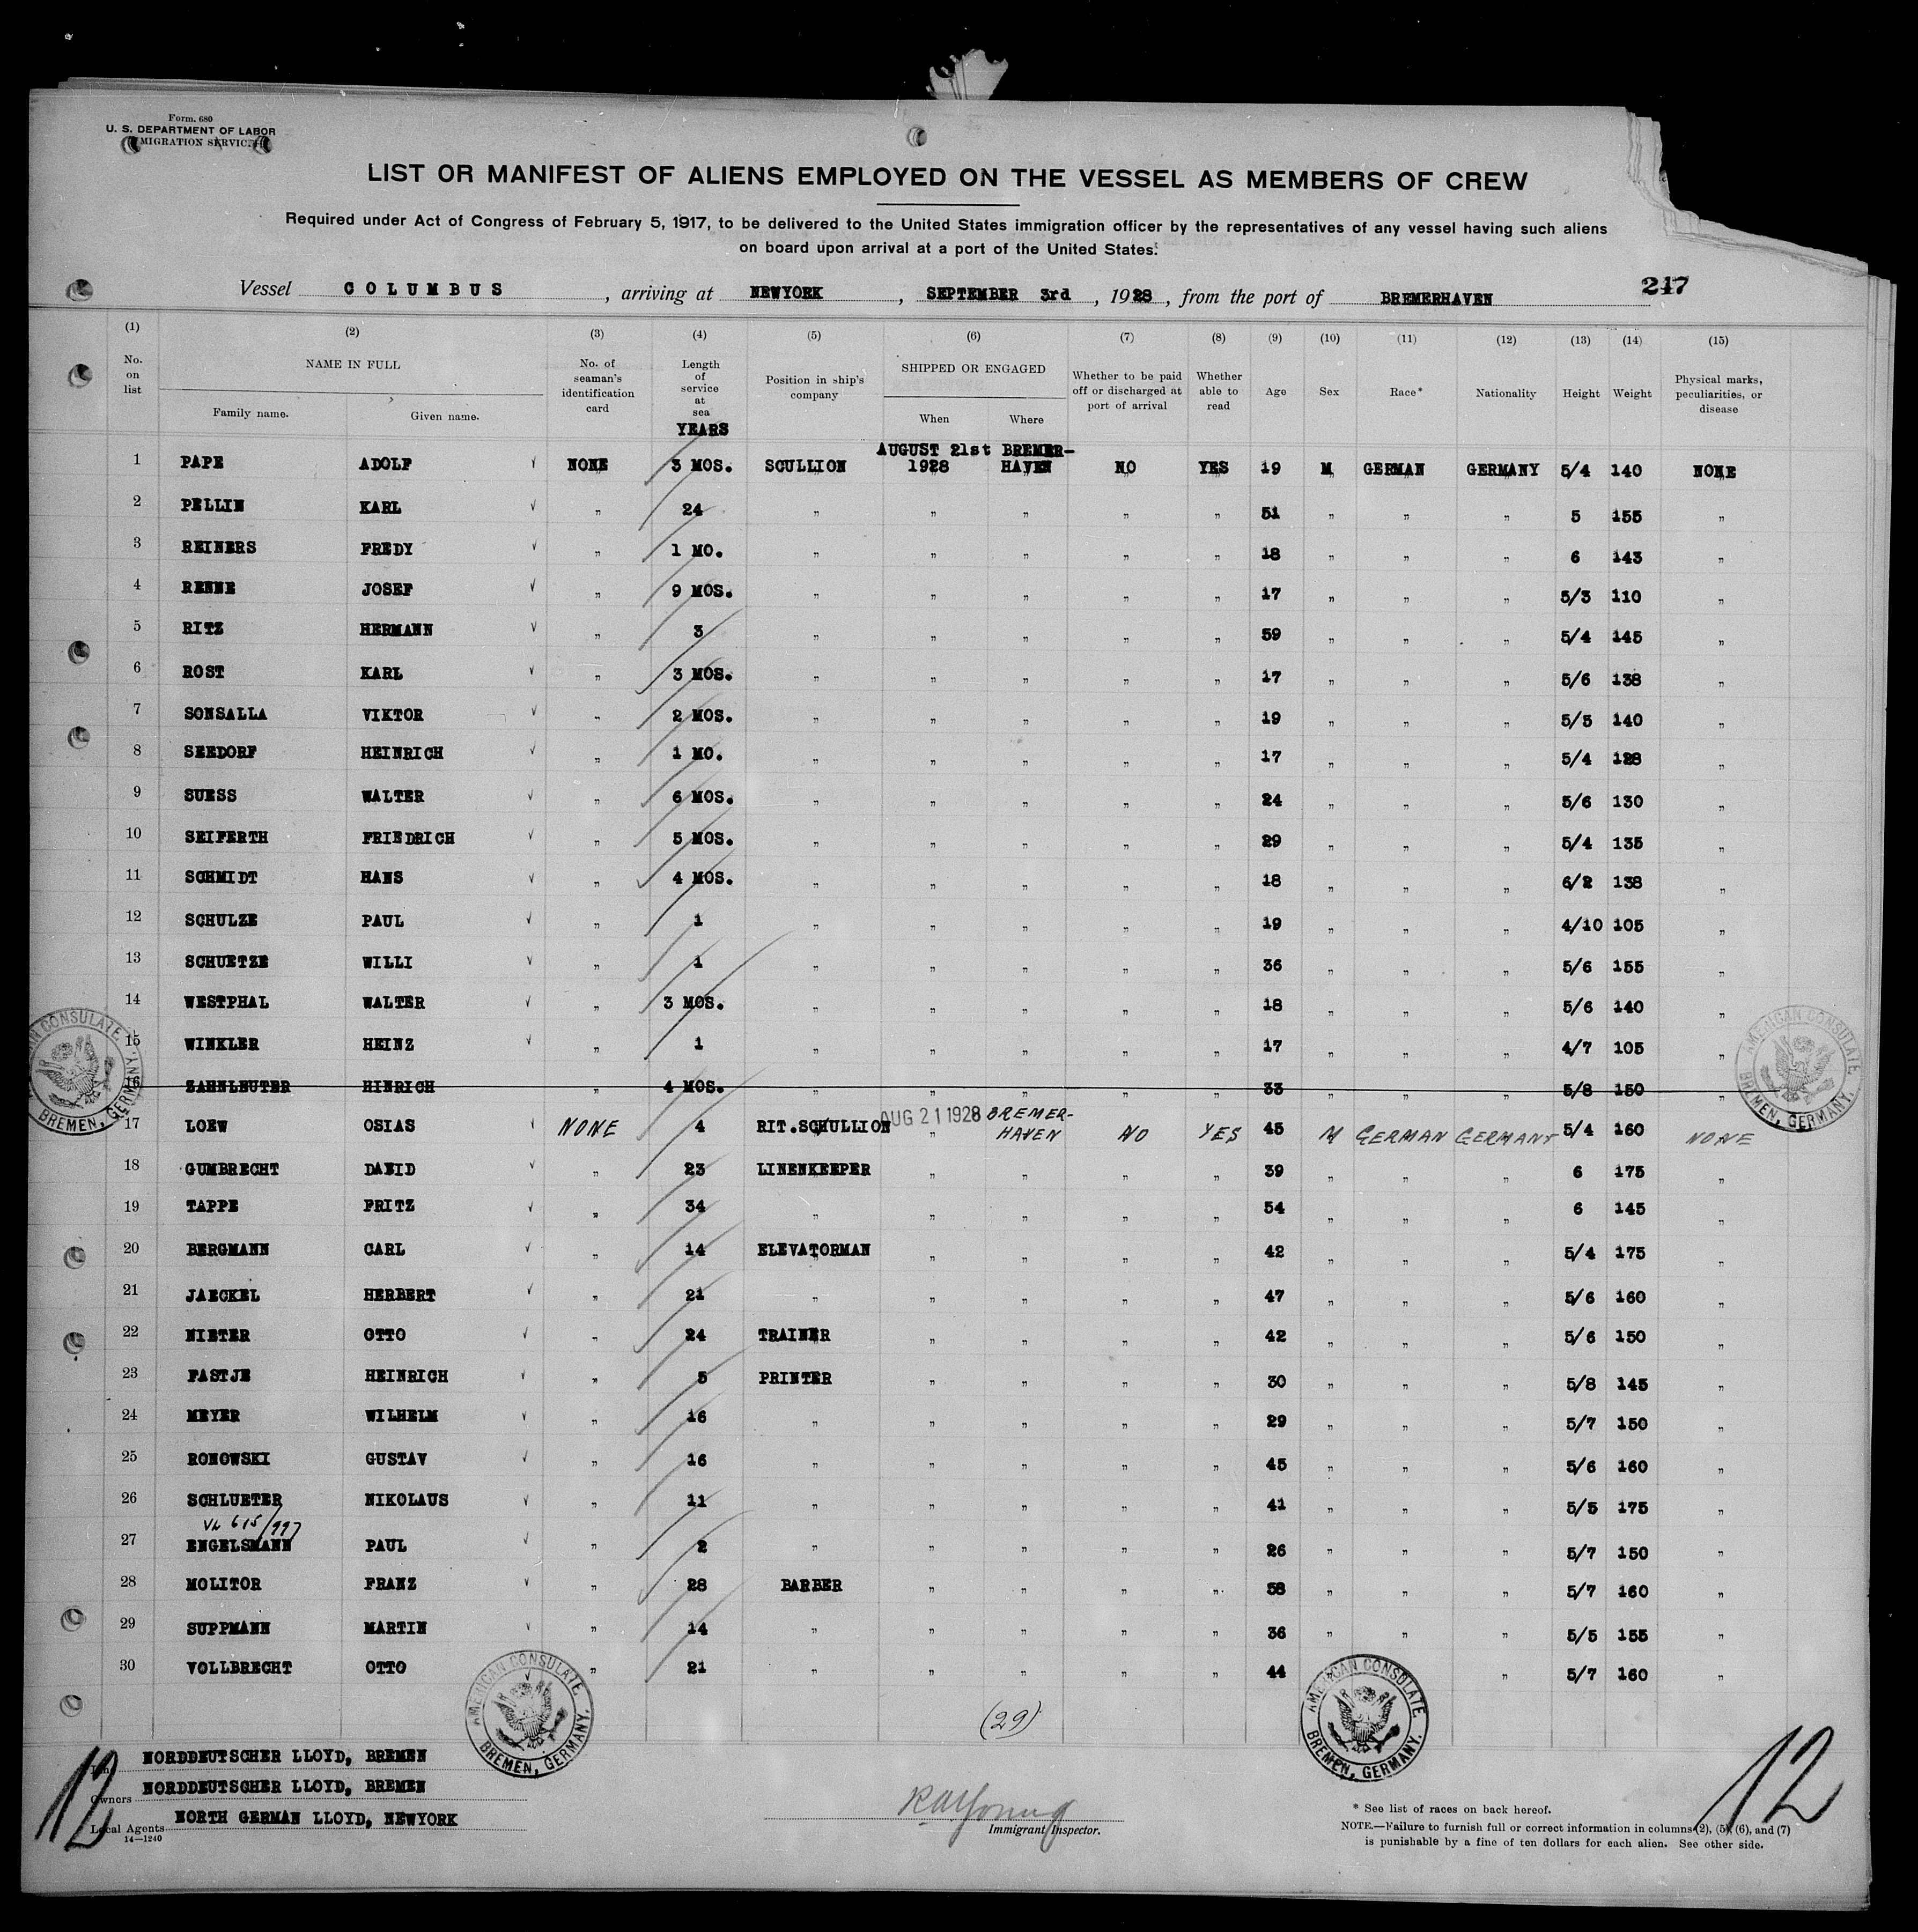 Form. 680
U. S. DEPARTMENT OF LABOR
MIGRATION SERVIC
LIST OR MANIFEST OF ALIENS EMPLOYED ON THE VESSEL AS MEMBERS OF CREW
Required under Act of Congress of February 5, 1917, to be delivered to the United States immigration officer by the representatives of any vessel having such aliens
on board upon arrival at a port of the United States.
Vessel COLUMBUS, arriving at NEWYORK, SEPTEMBER 3rd, 1928, from the port of BREMERHAVEN 247
(1) (2) (3) (4) (5) (6) (7) (8) (9) (10) (11) (12) (13) (14) (15)
No. on list NAME IN FULL Family name. Given name. No. of seaman's identification card Length of service at sea YEARS Position in ship's company SHIPPED OR ENGAGED When Where Whether to be paid off or discharged at port of arrival Whether able to read Age Sex Race* Nationality Height Weight Physical marks, peculiarities, or disease
1 PAPE ADOLF √ NONE 3 MOS. SCULLION AUGUST 21st 1928 BREMER-HAVEN NO YES 19 M GERMAN GERMANY 5/4 140 NONE
2 PELLIN KARL √ " 24 " " " " " 51 " " " 5 155 "
3 REINERS FREDY √ " 1 MO. " " " " " 18 " " " 6 143 "
4 RENNE JOSEF √ " 9 MOS. " " " " " 17 " " " 5/3 110 "
5 RITZ HERMANN √ " 3 " " " " " 59 " " " 5/4 145 "
6 ROST KARL √ " 3 MOS. " " " " " 17 " " " 5/6 138 "
7 SONSALLA VIKTOR √ " 2 MOS. " " " " " 19 " " " 5/5 140 "
8 SEEDORF HEINRICH √ " 1 MO. " " " " " 17 " " " 5/4 128 "
9 SUESS WALTER √ " 6 MOS. " " " " " 24 " " " 5/6 130 "
10 SEIFERTH FRIEDRICH √ " 5 MOS. " " " " " 29 " " " 5/4 135 "
11 SCHMIDT HANS √ " 4 MOS. " " " " " 18 " " " 6/2 138 "
12 SCHULZE PAUL √ " 1 " " " " " 19 " " " 4/10 105 "
13 SCHUETZE WILLI √ " 1 " " " " " 36 " " " 5/6 155 "
14 WESTPHAL WALTER √ " 3 MOS. " " " " " 18 " " " 5/6 140 "
15 WINKLER HEINZ √ " 1 " " " " " 17 " " " 4/7 105 "
16 ZAHNLEUTER HINRICH " 4 MOS. " " " " " 33 " " " 5/8 150 "
17 LOEW OSIAS √ NONE 4 RIT.SCHULLION AUG 21 1928 BREMER-HAVEN NO YES 45 M GERMAN GERMANY 5/4 160 NONE
18 GUMBRECHT DAVID √ " 23 LINENKEEPER " " " " 39 " " " 6 175 "
19 TAPPE FRITZ √ " 34 " " " " " 54 " " " 6 145 "
20 BERGMANN CARL √ " 14 ELEVATORMAN " " " " 42 " " " 5/4 175 "
21 JAECKEL HERBERT √ " 21 " " " " " 47 " " " 5/6 160 "
22 NIETER OTTO √ " 24 TRAINER " " " " 42 " " " 5/6 150 "
23 FASTJE HEINRICH √ " 5 PRINTER " " " " 30 " " " 5/8 145 "
24 MEYER WILHELM √ " 16 " " " " " 29 " " " 5/7 150 "
25 RONOWSKI GUSTAV √ " 16 " " " " " 45 " " " 5/6 160 "
26 SCHLUETER NIKOLAUS √ " 11 " " " " " 41 " " " 5/5 175 "
VL 615/997
27 ENGELSMANN PAUL √ " 2 " " " " " 26 " " " 5/7 150 "
28 MOLITOR FRANZ √ " 28 BARBER " " " " 58 " " " 5/7 160 "
29 SUPPMANN MARTIN √ " 14 " " " " " 36 " " " 5/5 155 "
30 VOLLBRECHT OTTO √ " 21 " " " " " 44 " " 5/7 160 "
AN CONSULATE BREMEN, GERMANY.
AMERICAN CONSULATE BREMEN, GERMANY.
AMERICAN CONSULATE BREMEN, GERMANY.
AMERICAN CONSULATE BREMEN, GERMANY.
(29)
NORDDEUTSCHER LLOYD, BREMEN
Owners NORDDEUTSCHER LLOYD, BREMEN
Local Agents NORTH GERMAN LLOYD, NEWYORK
14—1240
12
Immigrant Inspector.
* See list of races on back hereof.
NOTE.—Failure to furnish full or correct information in columns (2), (5), (6), and (7)
is punishable by a fine of ten dollars for each alien. See other side.
12